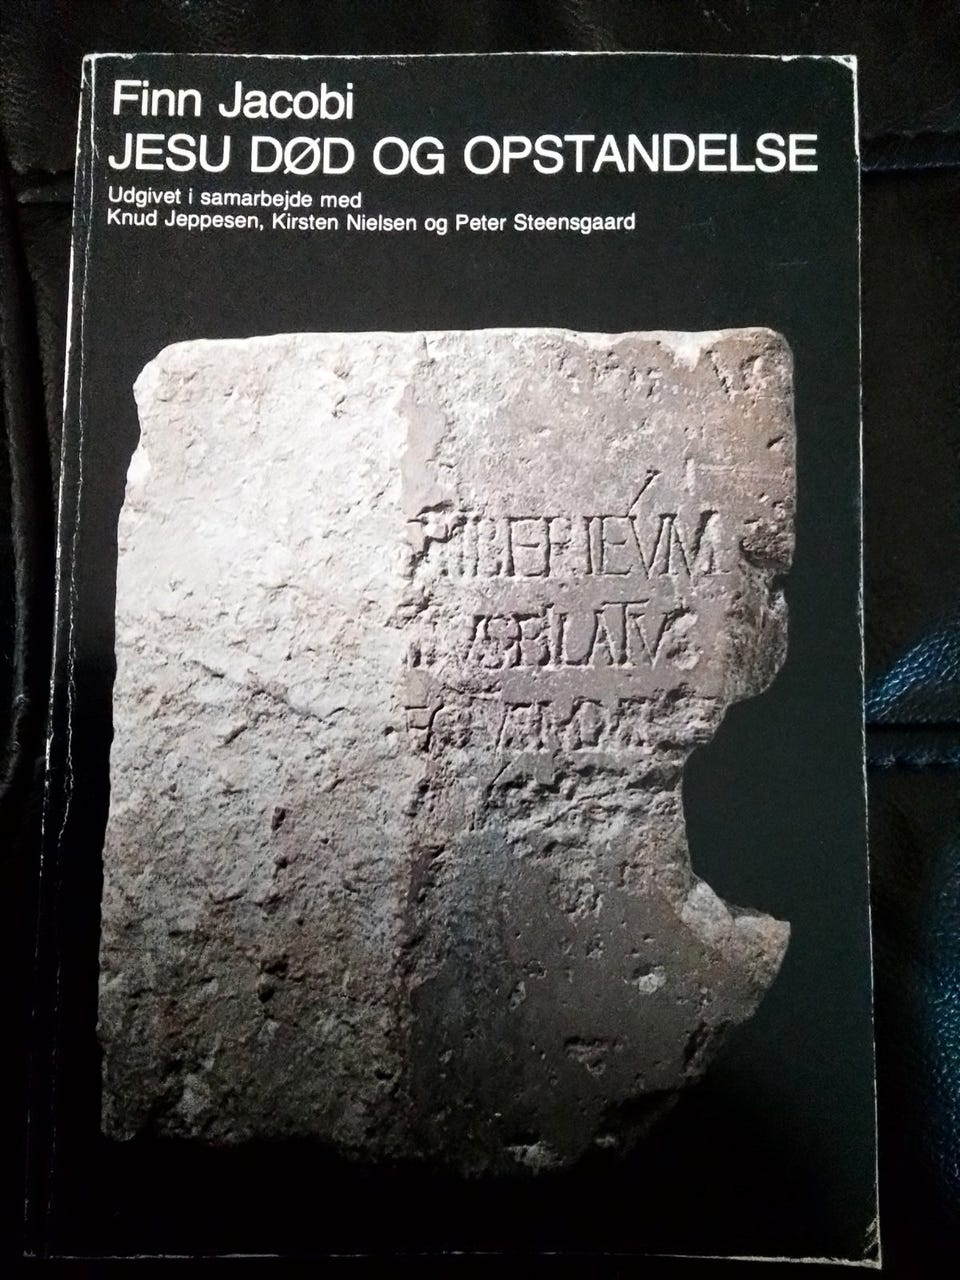 Finn Jacobi
JESU DØD OG OPSTANDELSE
Udgivet i samarbejde med
Knud Jeppesen, Kirsten Nielsen og Peter Steensgaard
TIBERIEVM